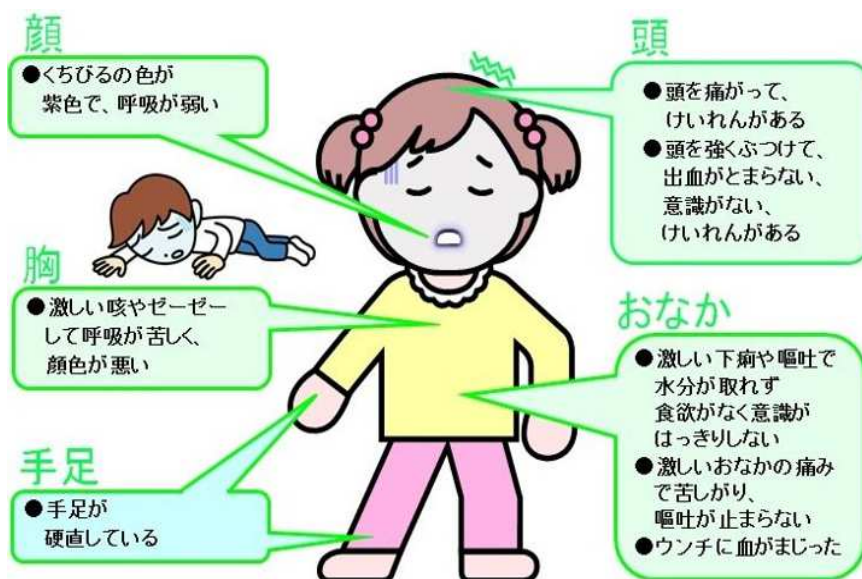 顔
●くちびるの色が
紫色で、呼吸が弱い
頭
●頭を痛がって、
けいれんがある
●頭を強くぶつけて、
出血がとまらない、
意識がない、
けいれんがある
胸
●激しい咳やゼーゼー
して呼吸が苦しく、
顔色が悪い
おなか
●激しい下痢や嘔吐で
水分が取れず
食欲がなく意識が
はっきりしない
●激しいおなかの痛み
で苦しがり、
嘔吐が止まらない
●ウンチに血がまじった
手足
●手足が
硬直している